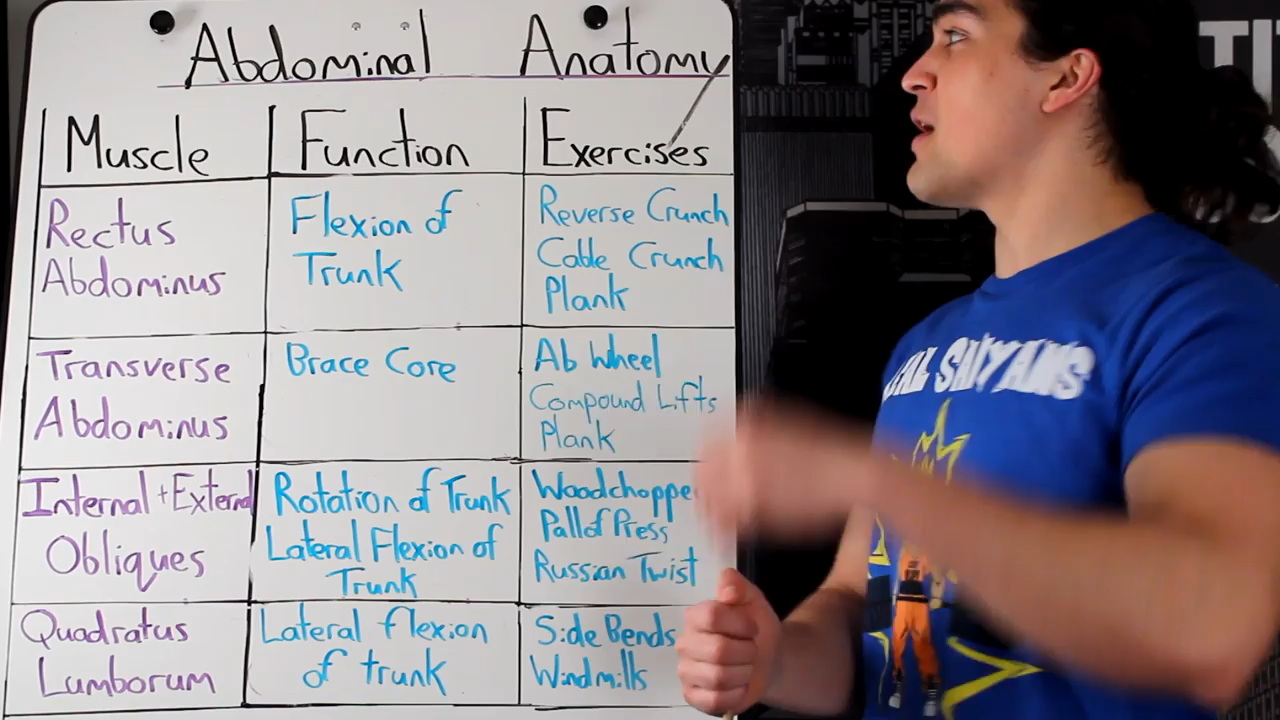 Abdominal Anatomy
Muscle Function Exercises
Rectus
Abdominus
Flexion of
Trunk
Reverse Crunch
Cable Crunch
Plank
Transverse
Abdominus
Brace Core
Ab Wheel
Compound Lifts
Plank
Internal + External
Obliques
Rotation of Trunk
Lateral Flexion of
Trunk
Woodchoppe
Pallof Press
Russian Twist
Quadratus
Lumborum
Lateral flexion
of trunk
Side Bends
Windmills
SAIYANS